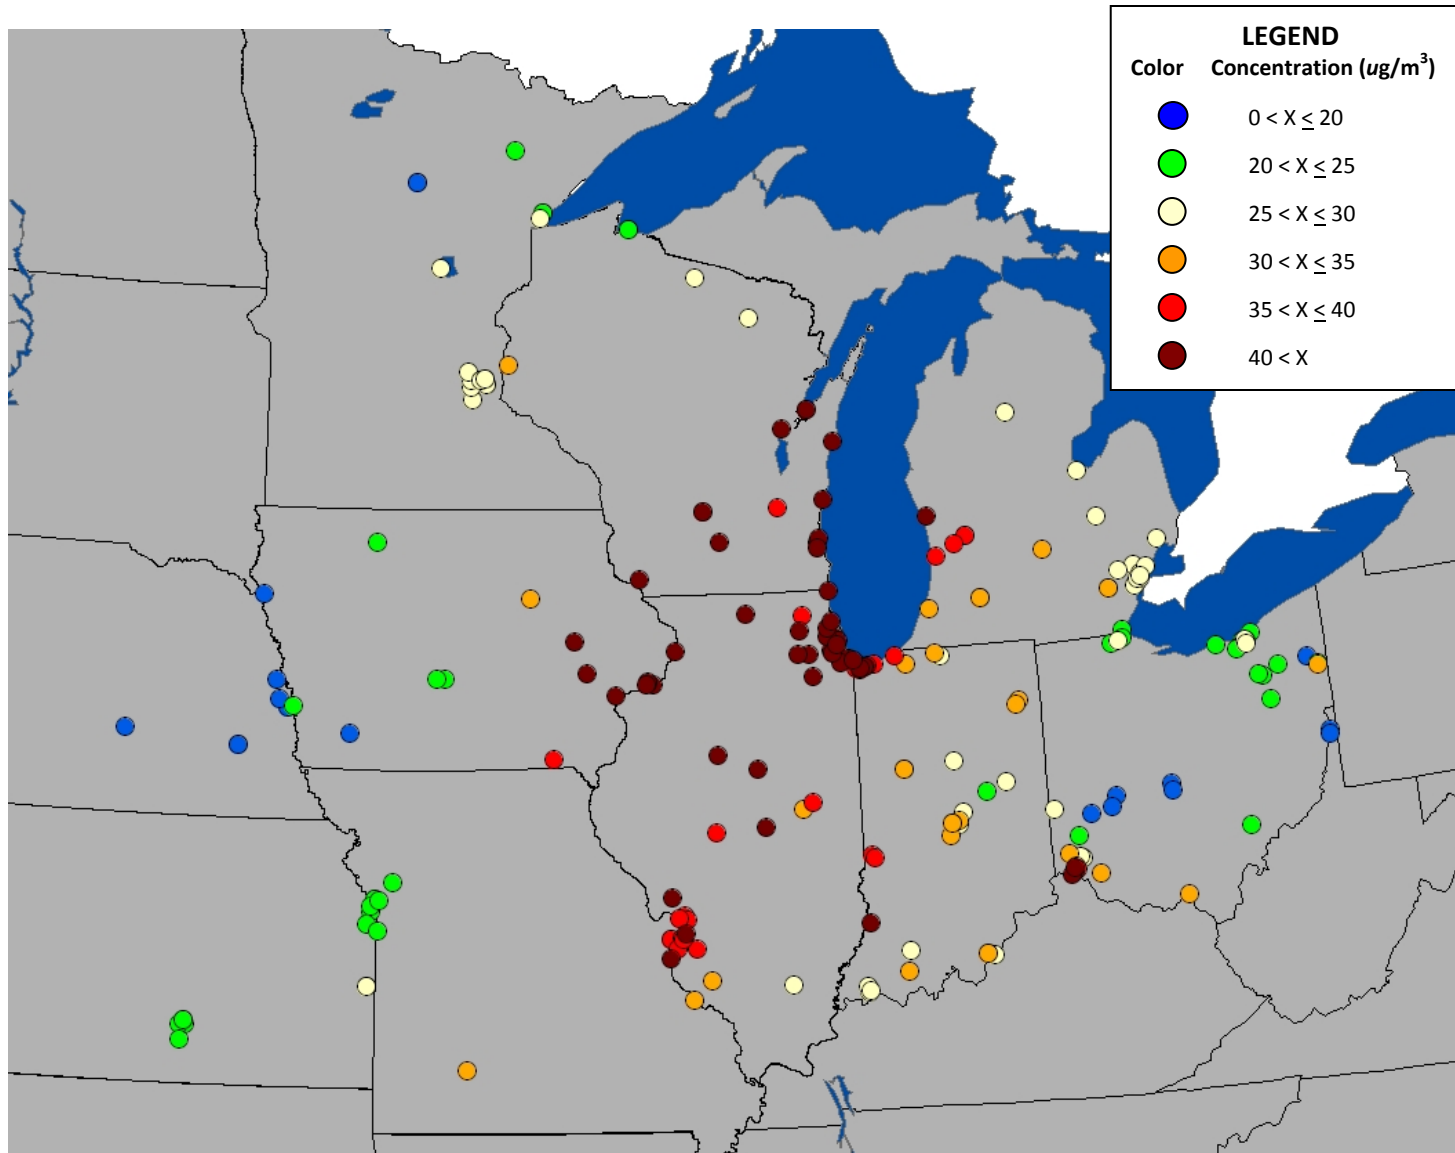 LEGEND
Color Concentration (ug/m³)
0 < X ≤ 20
20 < X ≤ 25
25 < X ≤ 30
30 < X ≤ 35
35 < X ≤ 40
40 < X